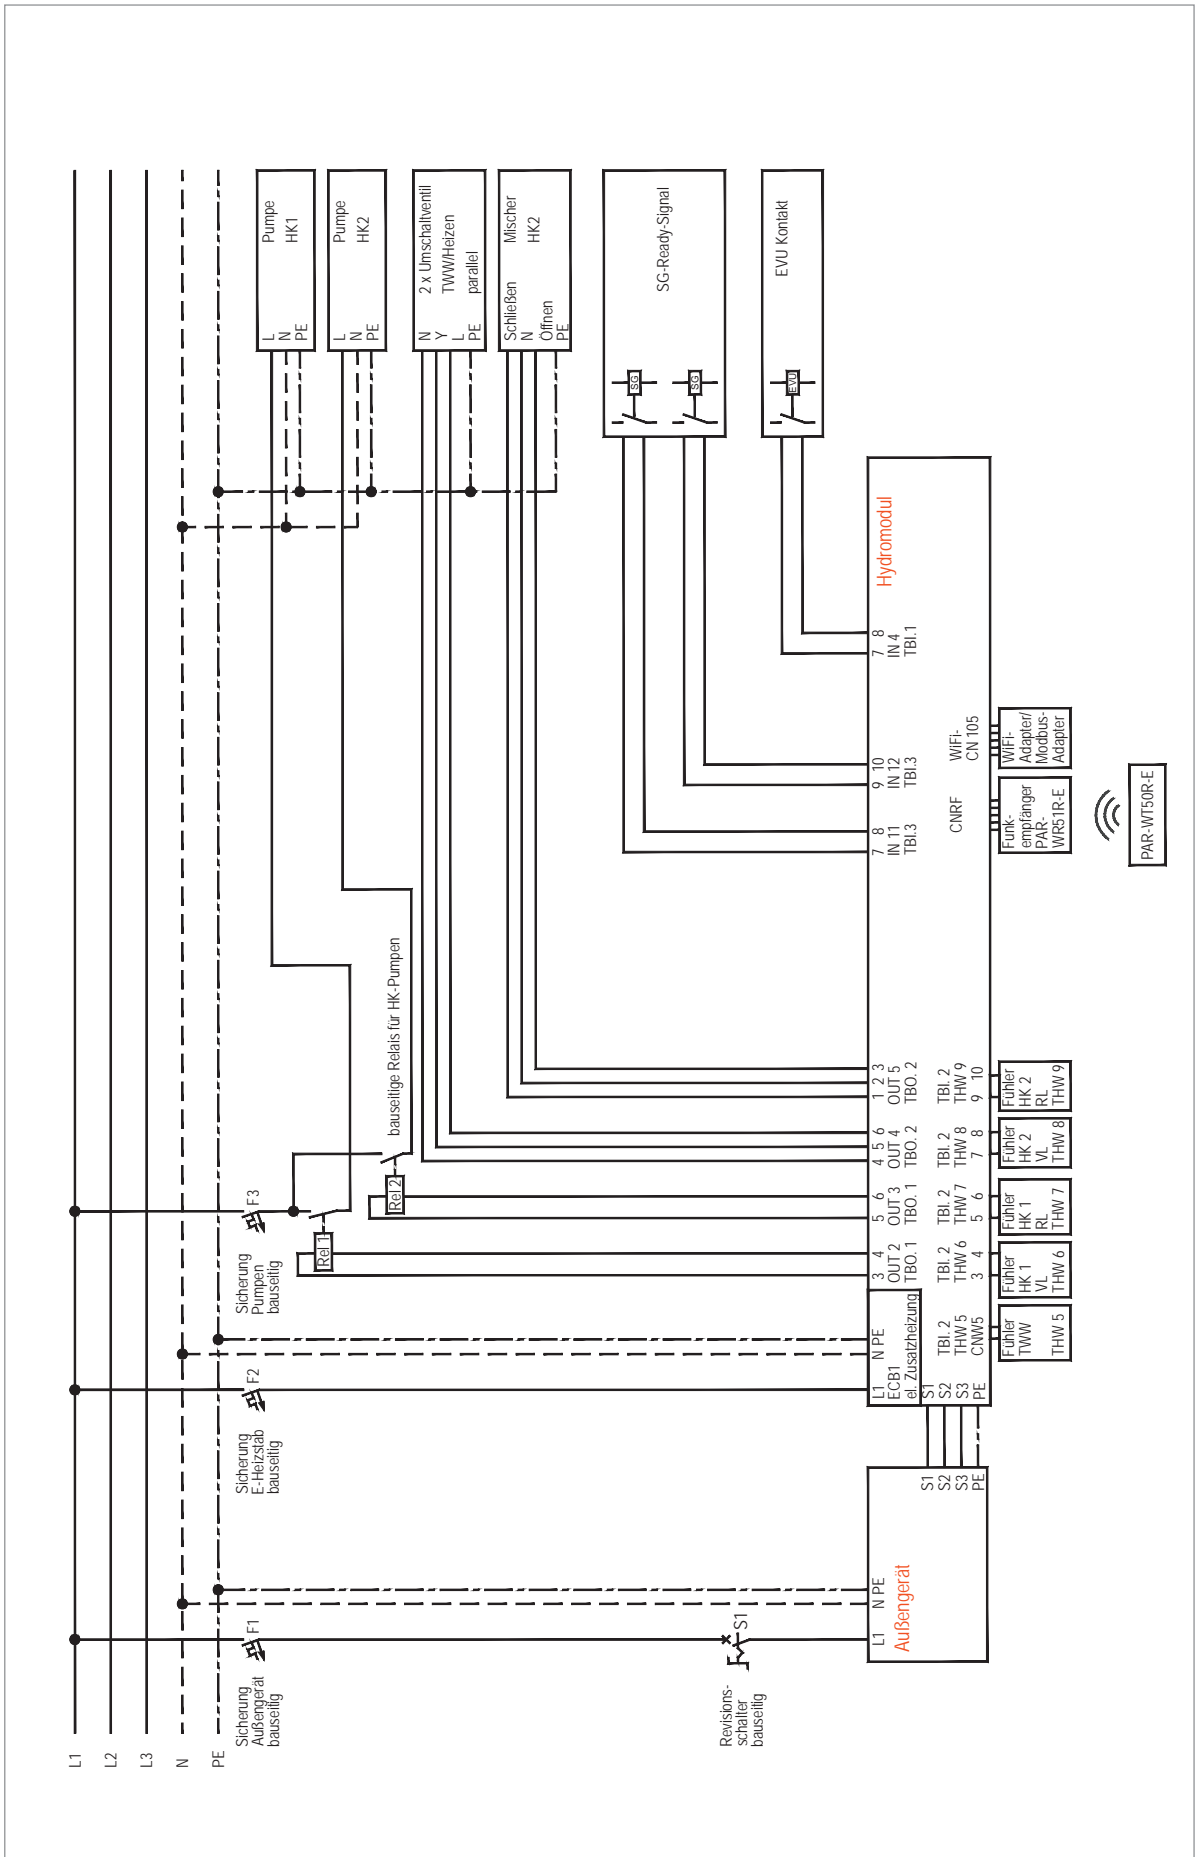 L1
L2
L3
N
PE
Sicherung
Außengerät
bauseitig
F1
Sicherung
E-Heizstab
bauseitig
F2
Sicherung
Pumpen
bauseitig
F3
Pumpe
HK1
L
N
PE
Pumpe
HK2
L
N
PE
2 x Umschaltventil
TWW/Heizen
parallel
N
Y
L
PE
Mischer
HK2
Schließen
N
Öffnen
PE
SG-Ready-Signal
SG
SG
EVU Kontakt
EVU
Rel 1
Rel 2
bauseitige Relais für HK-Pumpen
Revisions-
schalter
bauseitig
S1
L1
N PE
Außengerät
S1
S2
S3
PE
Hydromodul
L1
N PE
ECB1
el. Zusatzheizung
S1
S2
S3
PE
3 4
OUT 2
TBO. 1
5 6
OUT 3
TBO. 1
4 5 6
OUT 4
TBO. 2
1 2 3
OUT 5
TBO. 2
7 8
IN 11
TBI.3
9 10
IN 12
TBI.3
7 8
IN 4
TBI.1
TBI. 2
THW 5
CNW5
TBI. 2
THW 6
3 4
TBI. 2
THW 7
5 6
TBI. 2
THW 8
7 8
TBI. 2
THW 9
9 10
CNRF
WiFi-
CN 105
Fühler
TWW
THW 5
Fühler
HK 1
VL
THW 6
Fühler
HK 1
RL
THW 7
Fühler
HK 2
VL
THW 8
Fühler
HK 2
RL
THW 9
Funk-
empfänger
PAR-
WR51R-E
WiFi-
Adapter/
Modbus-
Adapter
PAR-WT50R-E